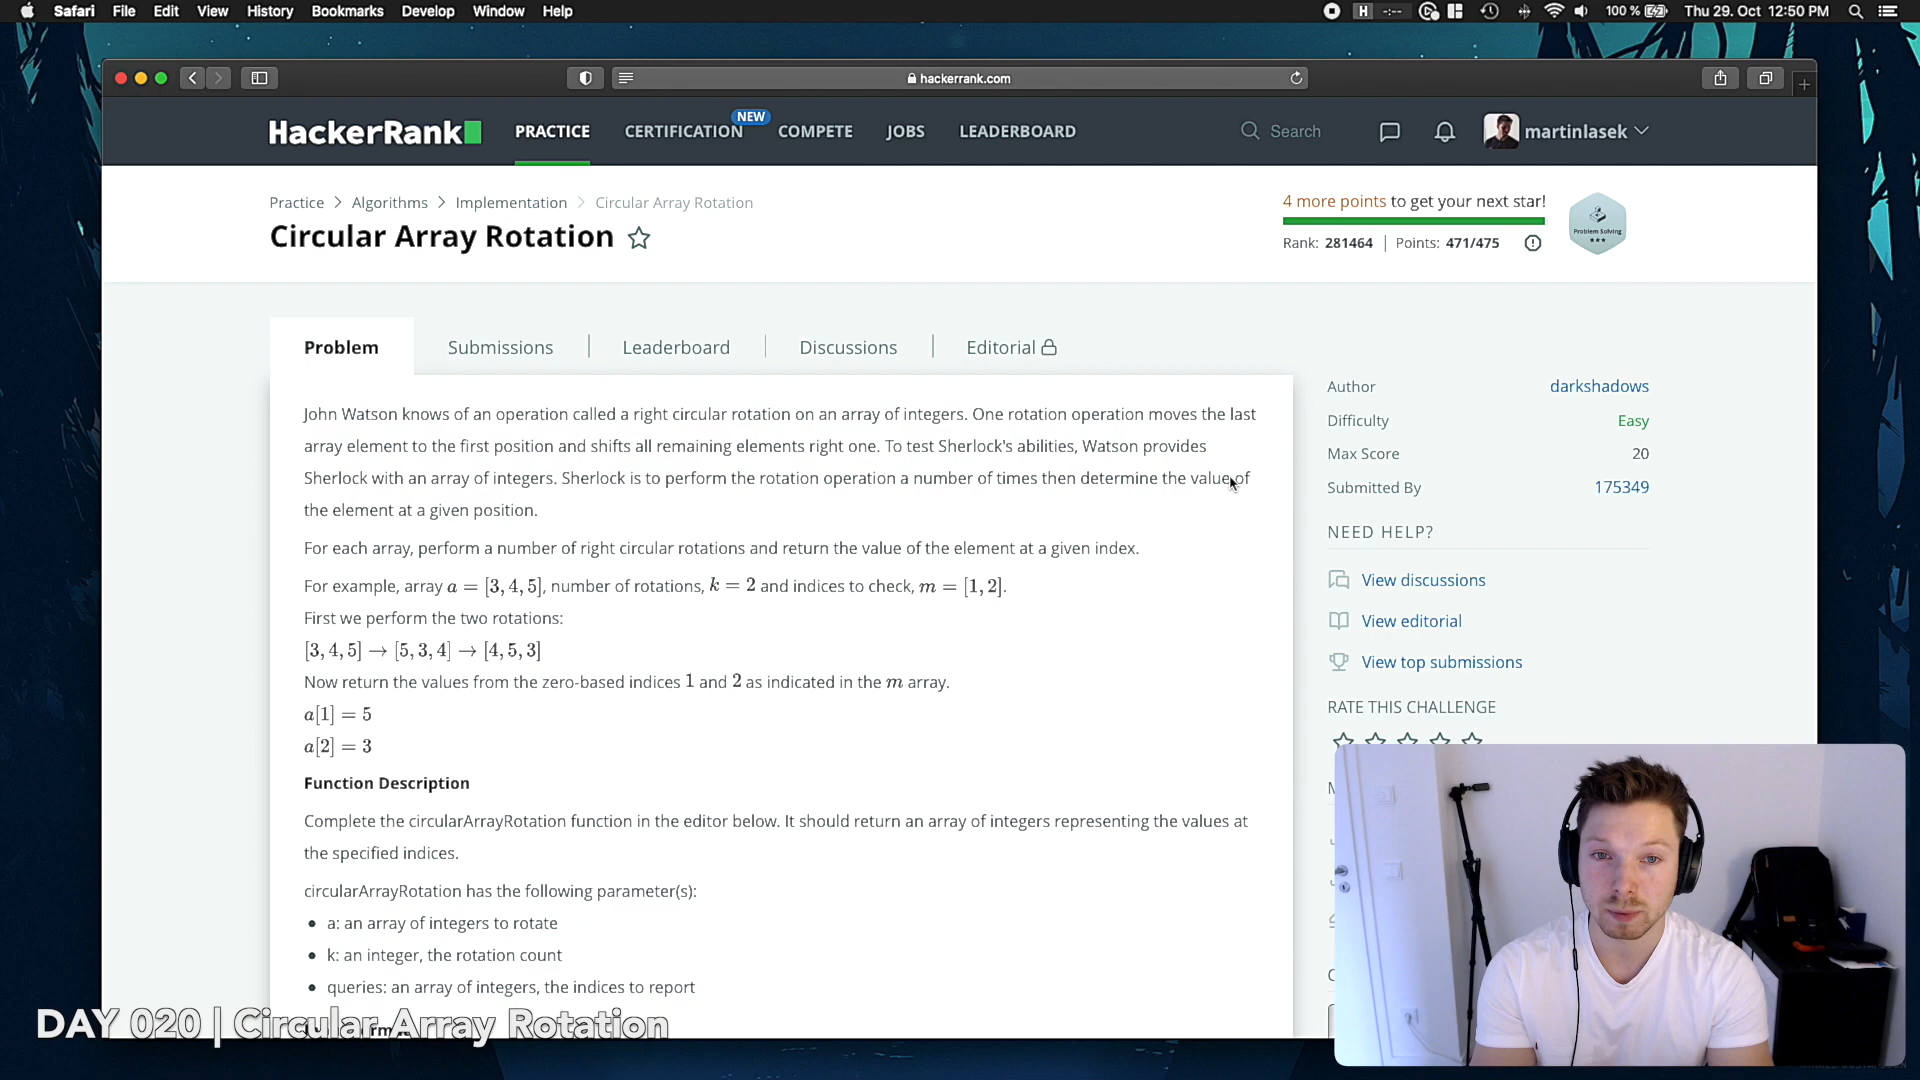 Safari File Edit View History Bookmarks Develop Window Help
H -:-- 100 % Thu 29. Oct 12:50 PM
hackerrank.com
HackerRank PRACTICE CERTIFICATION NEW COMPETE JOBS LEADERBOARD Search martinlasek
Practice > Algorithms > Implementation > Circular Array Rotation
Circular Array Rotation
4 more points to get your next star!
Rank: 281464 | Points: 471/475
Problem Solving
Problem Submissions Leaderboard Discussions Editorial
John Watson knows of an operation called a right circular rotation on an array of integers. One rotation operation moves the last
array element to the first position and shifts all remaining elements right one. To test Sherlock's abilities, Watson provides
Sherlock with an array of integers. Sherlock is to perform the rotation operation a number of times then determine the value of
the element at a given position.
For each array, perform a number of right circular rotations and return the value of the element at a given index.
For example, array a = [3, 4, 5], number of rotations, k = 2 and indices to check, m = [1, 2].
First we perform the two rotations:
[3, 4, 5] → [5, 3, 4] → [4, 5, 3]
Now return the values from the zero-based indices 1 and 2 as indicated in the m array.
a[1] = 5
a[2] = 3
Function Description
Complete the circularArrayRotation function in the editor below. It should return an array of integers representing the values at
the specified indices.
circularArrayRotation has the following parameter(s):
• a: an array of integers to rotate
• k: an integer, the rotation count
• queries: an array of integers, the indices to report
Author darkshadows
Difficulty Easy
Max Score 20
Submitted By 175349
NEED HELP?
View discussions
View editorial
View top submissions
RATE THIS CHALLENGE
DAY 020 | Circular Array Rotation